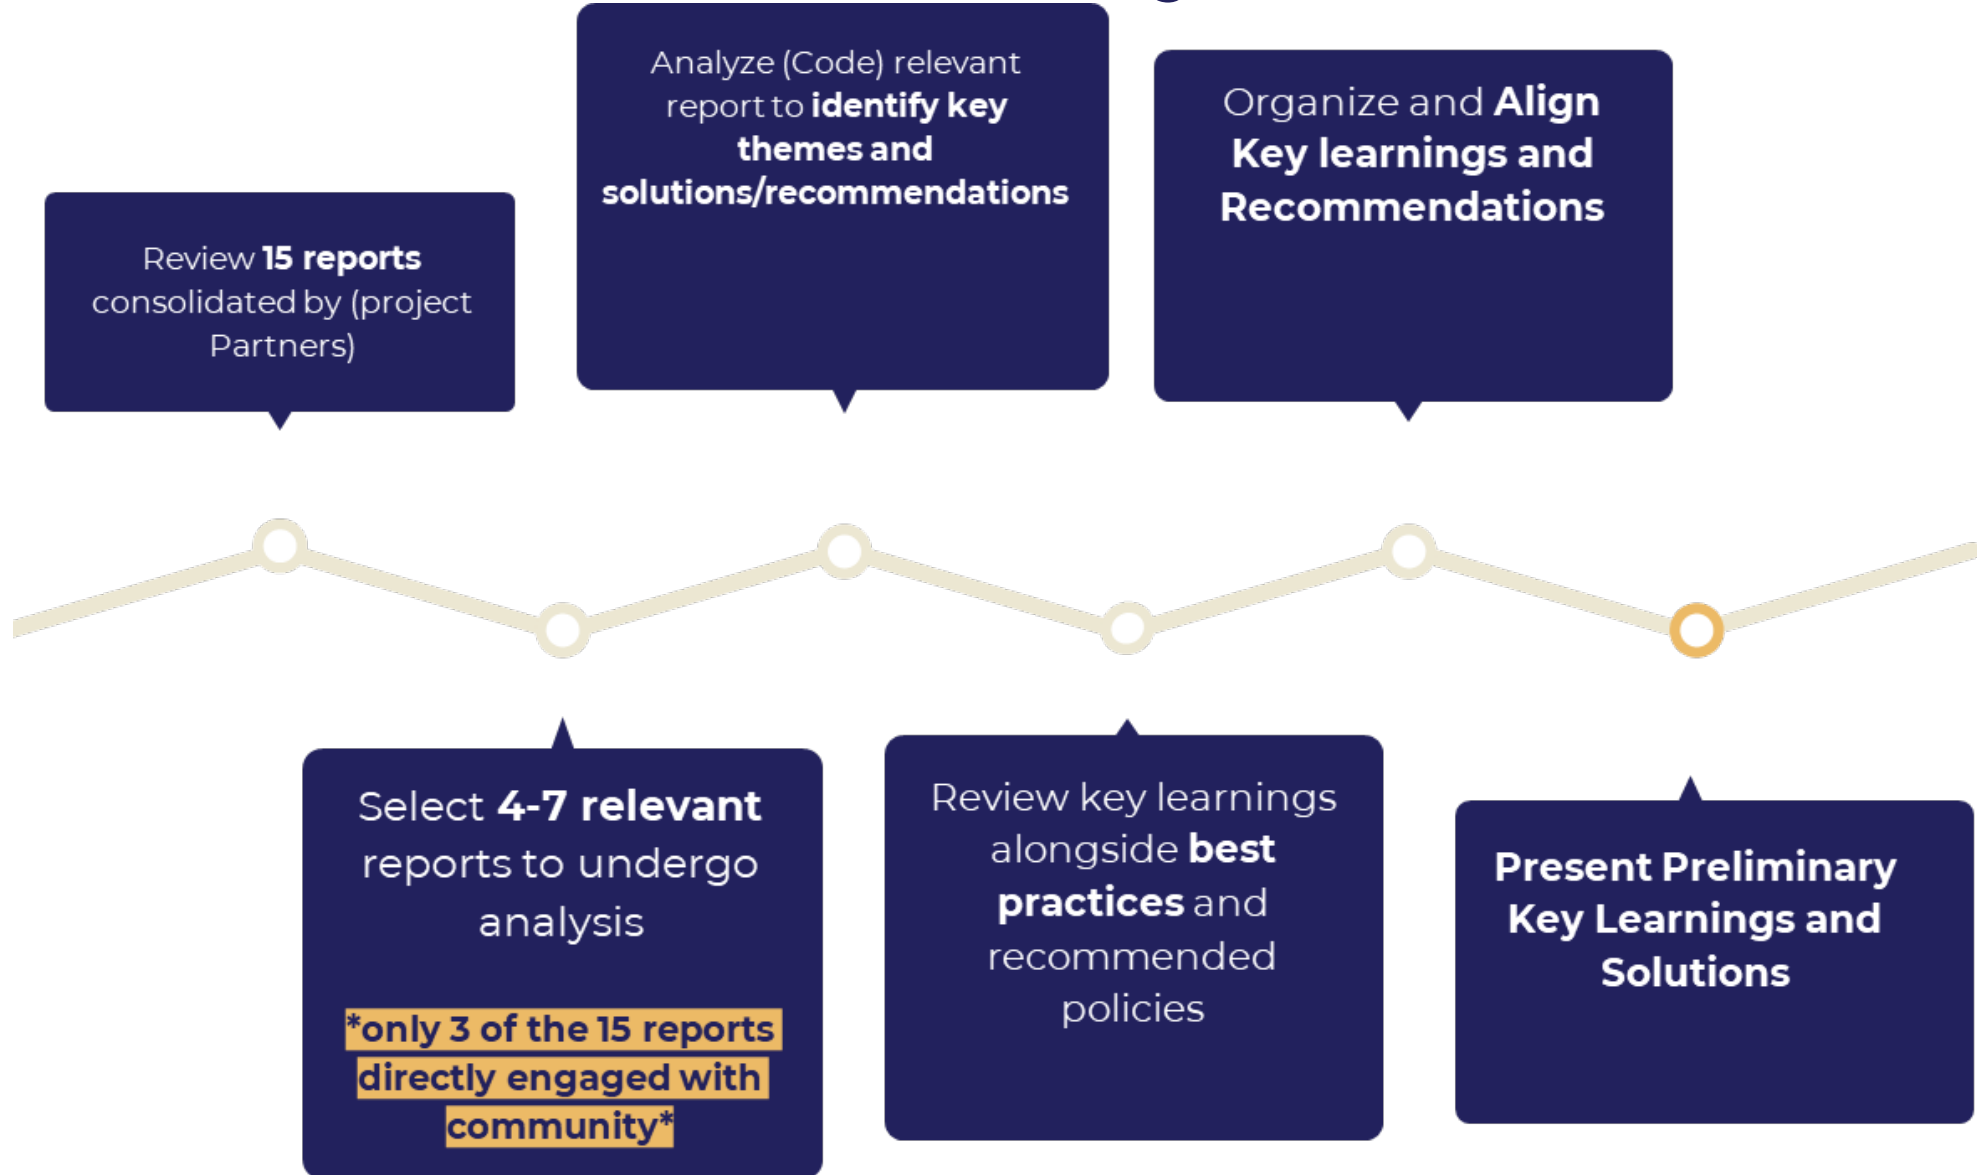 Review 15 reports
consolidated by (project
Partners)
Select 4-7 relevant
reports to undergo
analysis
*only 3 of the 15 reports
directly engaged with
community*
Analyze (Code) relevant
report to identify key
themes and
solutions/recommendations
Review key learnings
alongside best
practices and
recommended
policies
Organize and Align
Key learnings and
Recommendations
Present Preliminary
Key Learnings and
Solutions